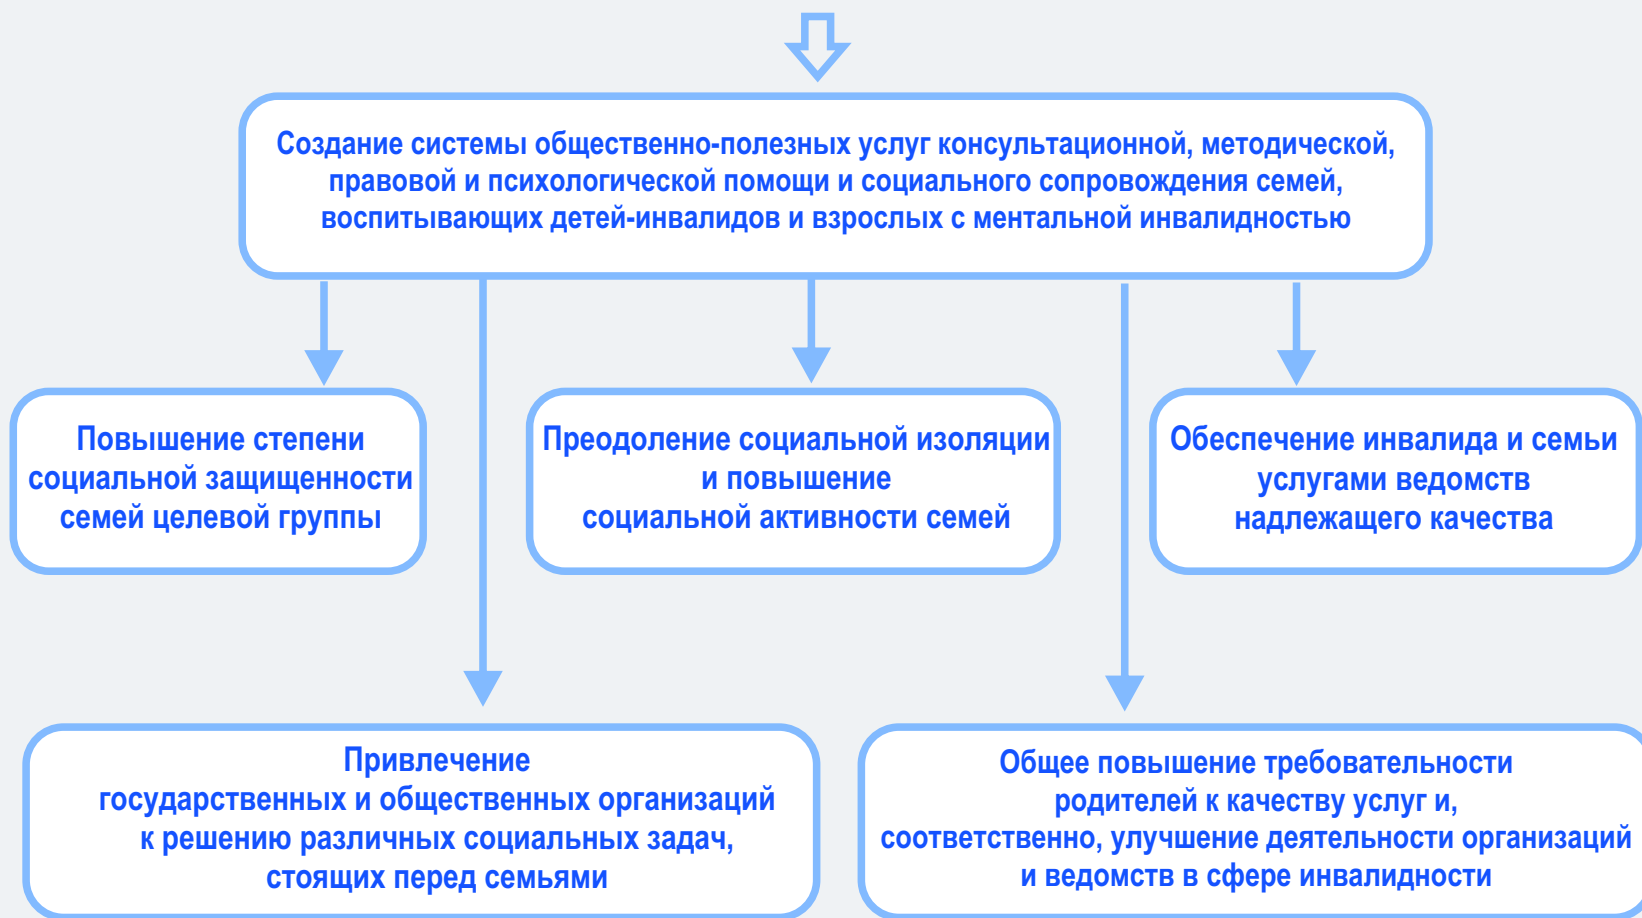 Создание системы общественно-полезных услуг консультационной, методической,
правовой и психологической помощи и социального сопровождения семей,
воспитывающих детей-инвалидов и взрослых с ментальной инвалидностью
Повышение степени
социальной защищенности
семей целевой группы
Преодоление социальной изоляции
и повышение
социальной активности семей
Обеспечение инвалида и семьи
услугами ведомств
надлежащего качества
Привлечение
государственных и общественных организаций
к решению различных социальных задач,
стоящих перед семьями
Общее повышение требовательности
родителей к качеству услуг и,
соответственно, улучшение деятельности организаций
и ведомств в сфере инвалидности